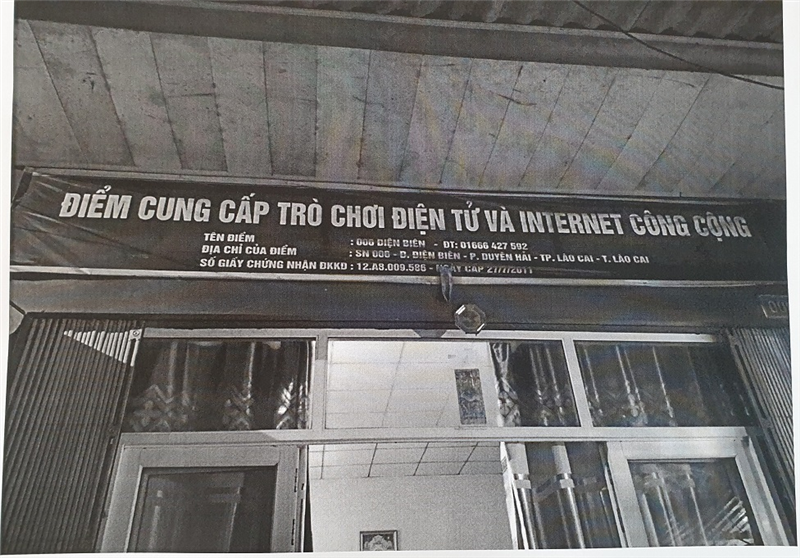 ĐIỂM CUNG CẤP TRÒ CHƠI ĐIỆN TỬ VÀ INTERNET CÔNG CỘNG
TÊN ĐIỂM : 006 ĐIỆN BIÊN - ĐT: 01666 427 592
ĐỊA CHỈ CỦA ĐIỂM : SN 006 - Đ. ĐIỆN BIÊN - P. DUYÊN HẢI - TP. LÀO CAI - T. LÀO CAI
SỐ GIẤY CHỨNG NHẬN ĐKKD : 12.A8.009.586 - NGÀY CẤP 27/7/2011